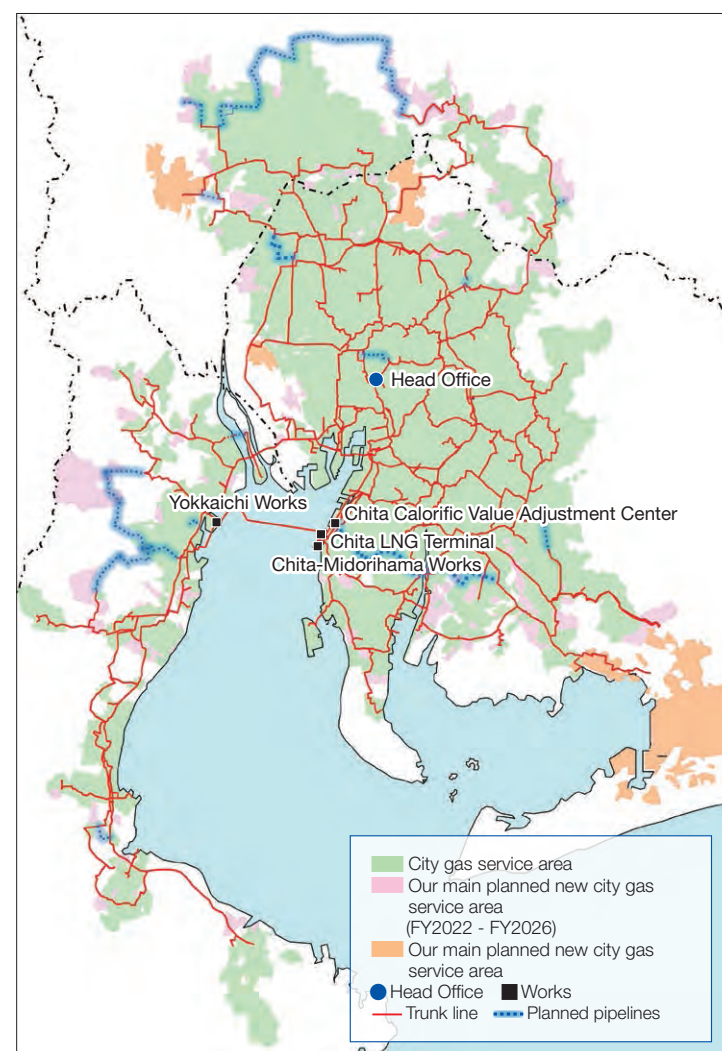 Head Office
Yokkaichi Works
Chita Calorific Value Adjustment Center
Chita LNG Terminal
Chita-Midorihama Works
City gas service area
Our main planned new city gas
service area
(FY2022 - FY2026)
Our main planned new city gas
service area
Head Office Works
Trunk line Planned pipelines